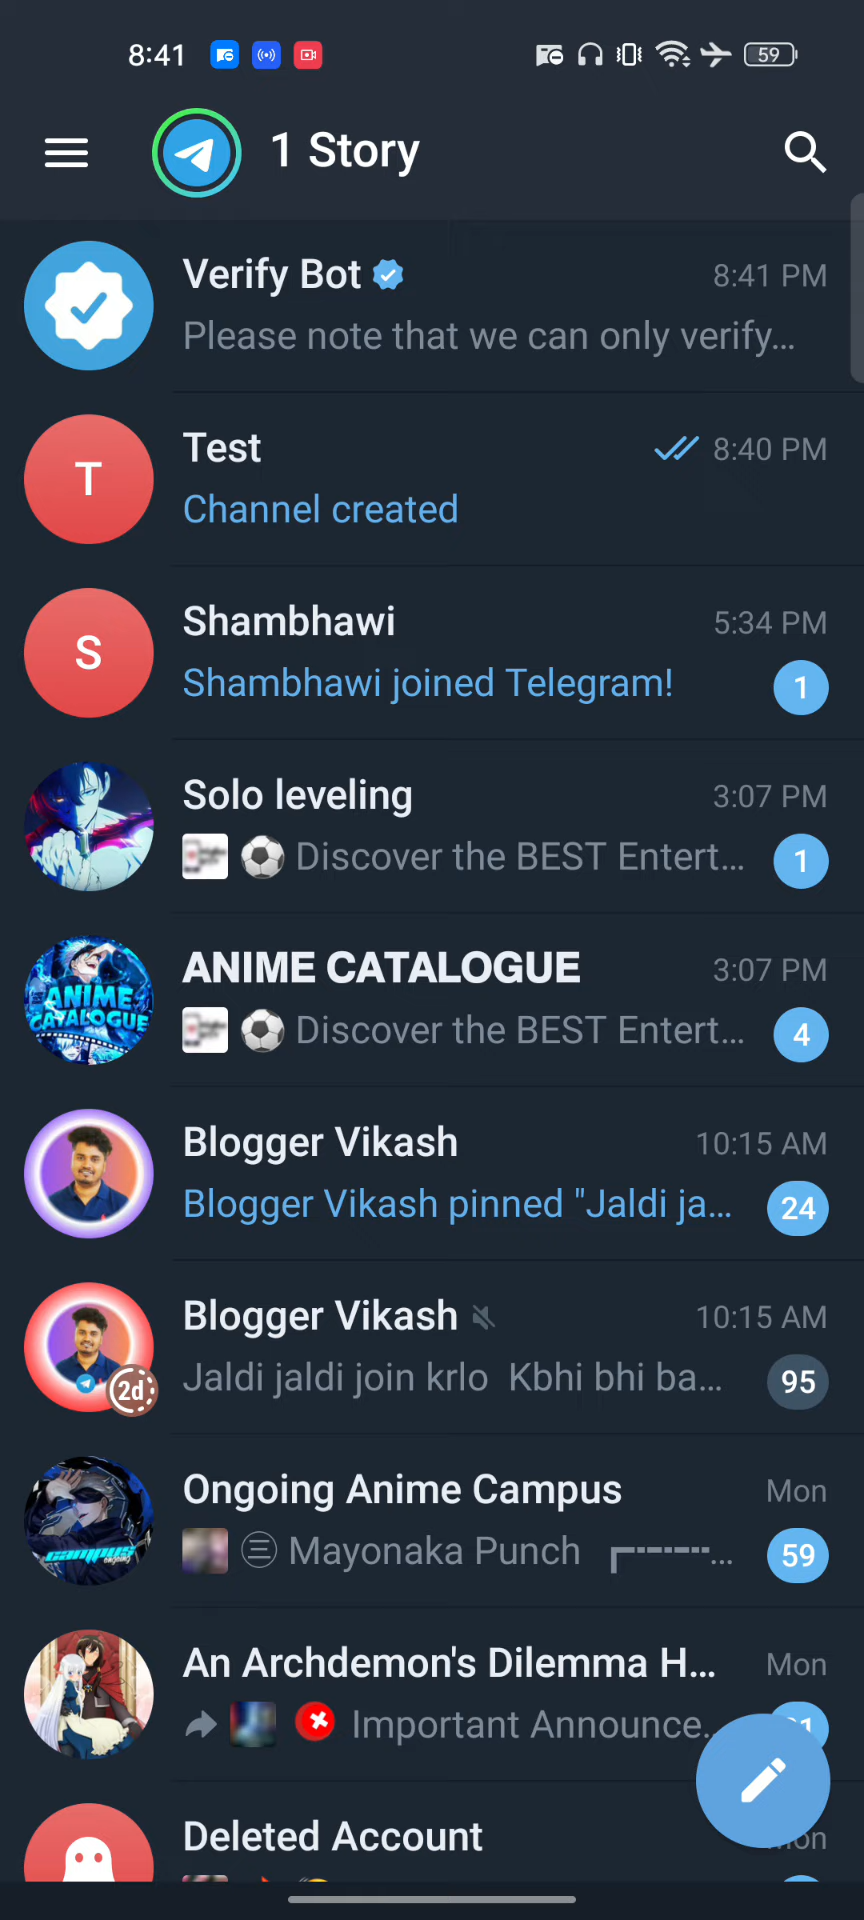 8:41
59
1 Story
Verify Bot
8:41 PM
Please note that we can only verify...
T
Test
8:40 PM
Channel created
S
Shambhawi
5:34 PM
Shambhawi joined Telegram!
1
Solo leveling
3:07 PM
Discover the BEST Entert...
1
ANIME CATALOGUE
ANIME CATALOGUE
3:07 PM
Discover the BEST Entert...
4
Blogger Vikash
10:15 AM
Blogger Vikash pinned "Jaldi ja...
24
2d
Blogger Vikash
10:15 AM
Jaldi jaldi join krlo Kbhi bhi ba...
95
campus
ongoing
Ongoing Anime Campus
Mon
Mayonaka Punch ┏╍╍╍╍...
59
An Archdemon's Dilemma H...
Mon
Important Announce...
Deleted Account